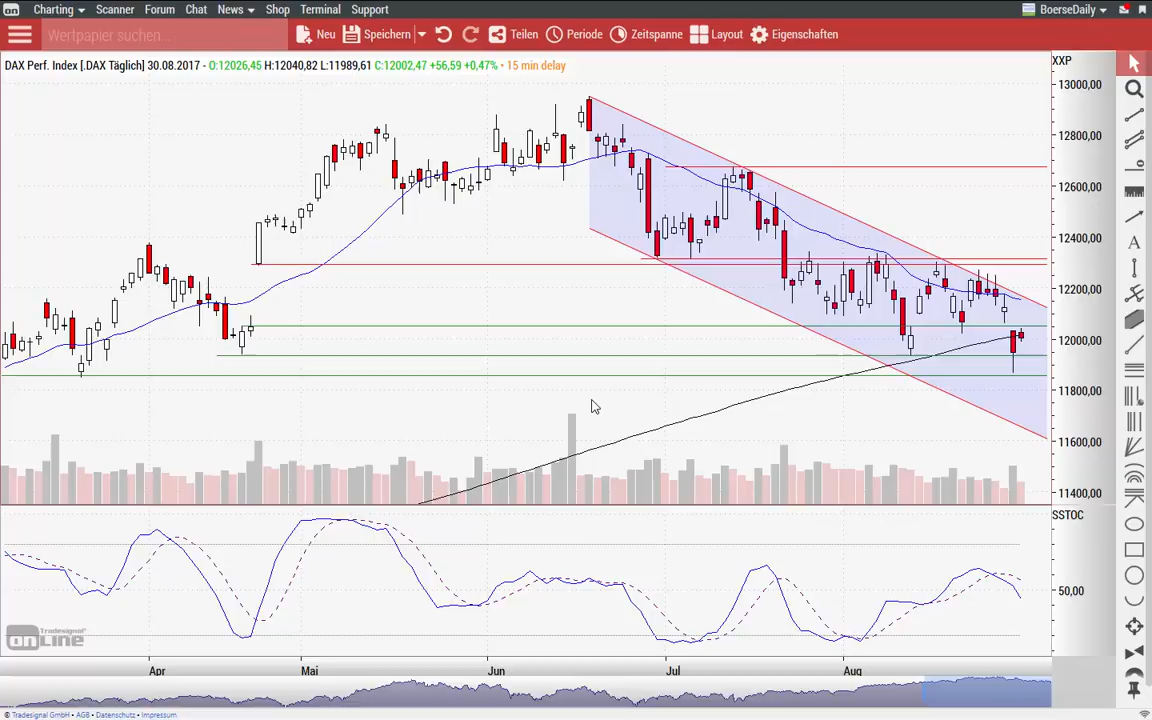 on Charting Scanner Forum Chat News Shop Terminal Support BoerseDaily
Wertpapier suchen... Neu Speichern Teilen Periode Zeitspanne Layout Eigenschaften
DAX Perf. Index [.DAX Täglich] 30.08.2017 - O:12026,45 H:12040,82 L:11989,61 C:12002,47 +56,59 +0,47% • 15 min delay
XXP
13000,00
12800,00
12600,00
12400,00
12200,00
12000,00
11800,00
11600,00
11400,00
SSTOC
50,00
Tradesignal®
onLine
Apr Mai Jun Jul Aug
© Tradesignal GmbH • AGB • Datenschutz • Impressum
A